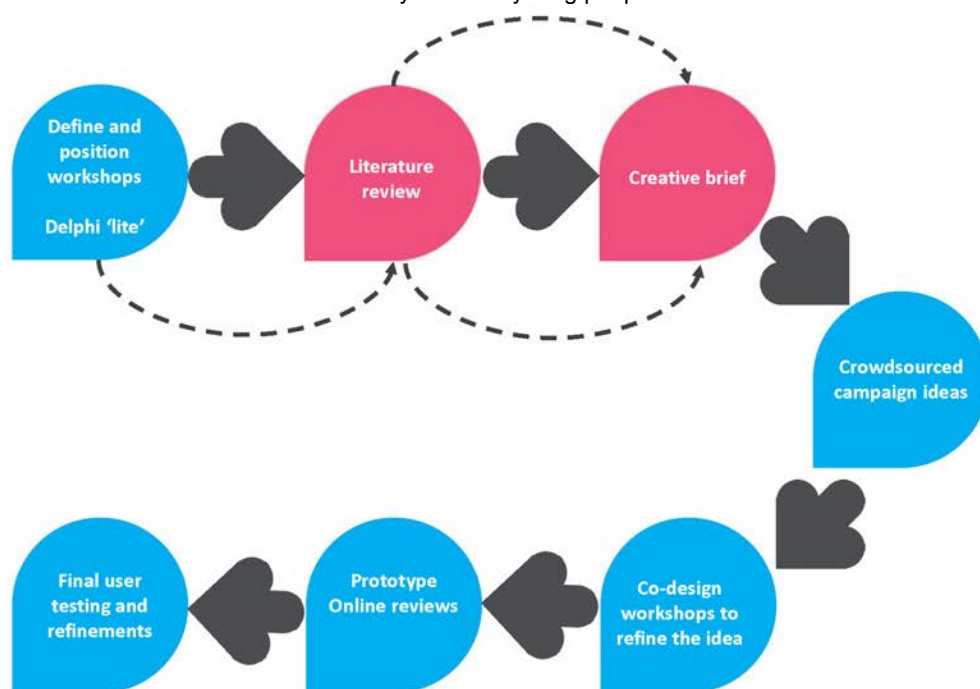 Define and
position
workshops
Delphi ‘lite’
Literature
review
Creative brief
Crowdsourced
campaign ideas
Co-design
workshops to
refine the idea
Prototype
Online reviews
Final user
testing and
refinements